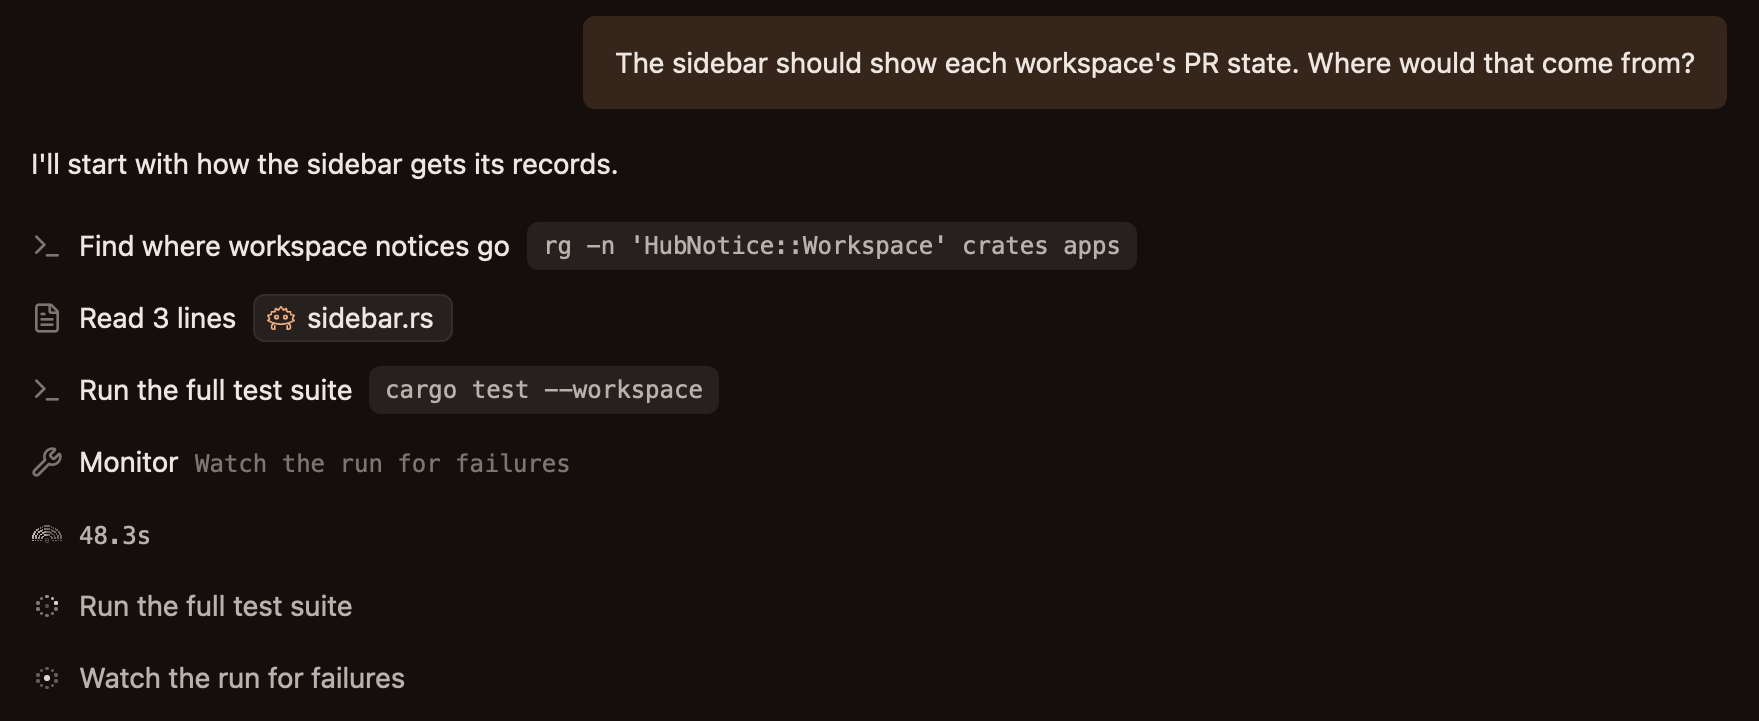 The sidebar should show each workspace's PR state. Where would that come from?
I'll start with how the sidebar gets its records.
Find where workspace notices go rg -n 'HubNotice::Workspace' crates apps
Read 3 lines sidebar.rs
Run the full test suite cargo test --workspace
Monitor Watch the run for failures
48.3s
Run the full test suite
Watch the run for failures